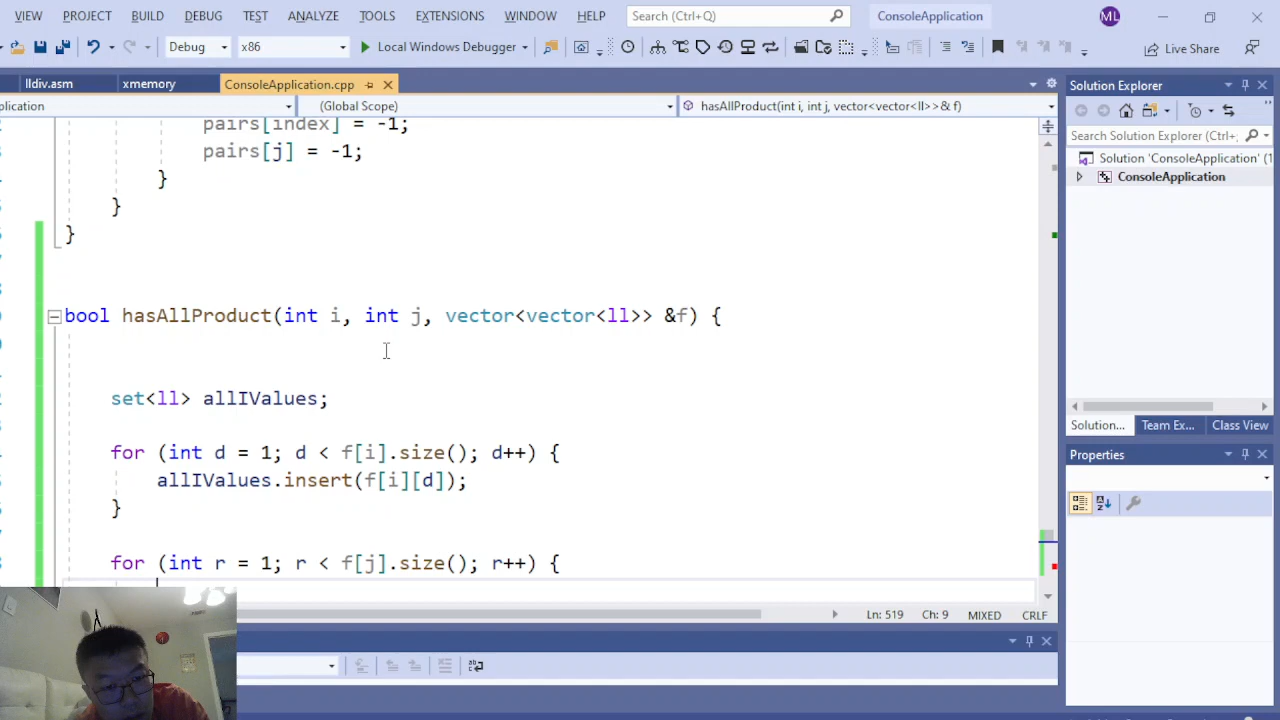 VIEW PROJECT BUILD DEBUG TEST ANALYZE TOOLS EXTENSIONS WINDOW HELP Search (Ctrl+Q) ConsoleApplication ML
Debug x86 Local Windows Debugger Live Share
lldiv.asm xmemory ConsoleApplication.cpp
plication (Global Scope) hasAllProduct(int i, int j, vector<vector<ll>>& f)
pairs[index] = -1;
pairs[j] = -1;
}
}
}
bool hasAllProduct(int i, int j, vector<vector<ll>> &f) {
set<ll> allIValues;
for (int d = 1; d < f[i].size(); d++) {
allIValues.insert(f[i][d]);
}
for (int r = 1; r < f[j].size(); r++) {
Ln: 519 Ch: 9 MIXED CRLF
Solution Explorer
Search Solution Explorer (Ctrl+;
Solution 'ConsoleApplication' (1
ConsoleApplication
Solution... Team Ex... Class View
Properties